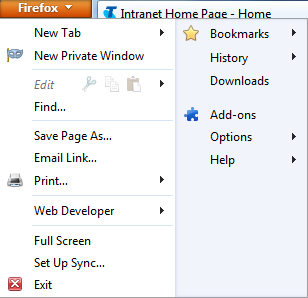 Firefox
Intranet Home Page - Home
New Tab
New Private Window
Edit
Find...
Save Page As...
Email Link...
Print...
Web Developer
Full Screen
Set Up Sync...
Exit
Bookmarks
History
Downloads
Add-ons
Options
Help